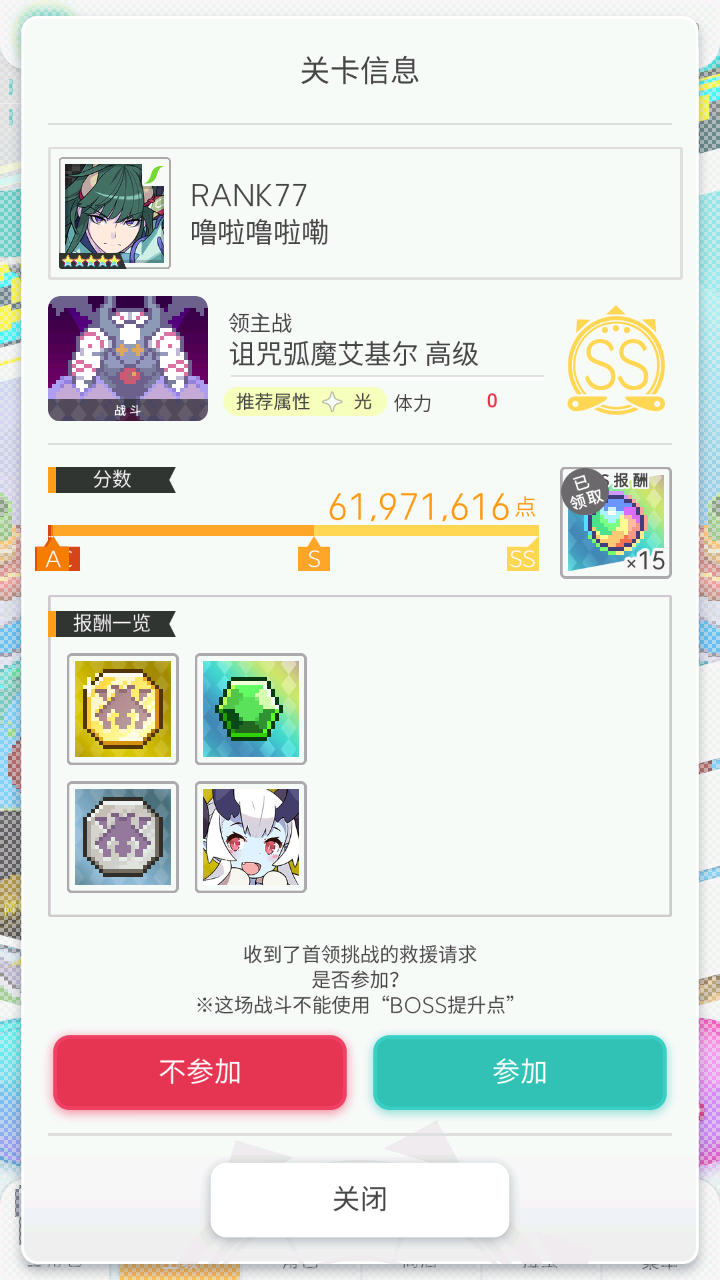 关卡信息
RANK77
噜啦噜啦嘞
领主战
诅咒弧魔艾基尔 高级
推荐属性 光 体力 0
战斗
SS
分数
61,971,616点
A
S
SS
报酬
已
领取
×15
报酬一览
收到了首领挑战的救援请求
是否参加?
※这场战斗不能使用“BOSS提升点”
不参加
参加
关闭